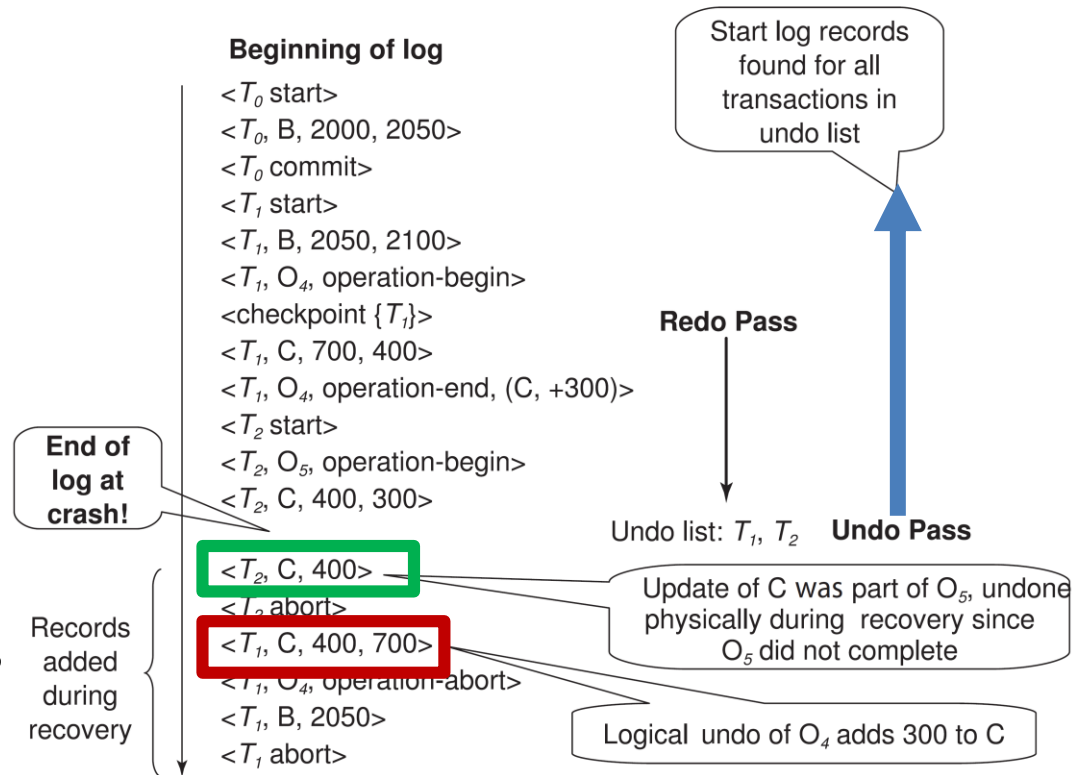 Beginning of log
<T0 start>
<T0, B, 2000, 2050>
<T0 commit>
<T1 start>
<T1, B, 2050, 2100>
<T1, O4, operation-begin>
<checkpoint {T1}>
<T1, C, 700, 400>
<T1, O4, operation-end, (C, +300)>
<T2 start>
<T2, O5, operation-begin>
<T2, C, 400, 300>
<T2, C, 400>
<T2 abort>
<T1, C, 400, 700>
<T1, O4, operation-abort>
<T1, B, 2050>
<T1 abort>
End of
log at
crash!
Records
added
during
recovery
Start log records
found for all
transactions in
undo list
Redo Pass
Undo list: T1, T2 Undo Pass
Update of C was part of O5, undone
physically during recovery since
O5 did not complete
Logical undo of O4 adds 300 to C